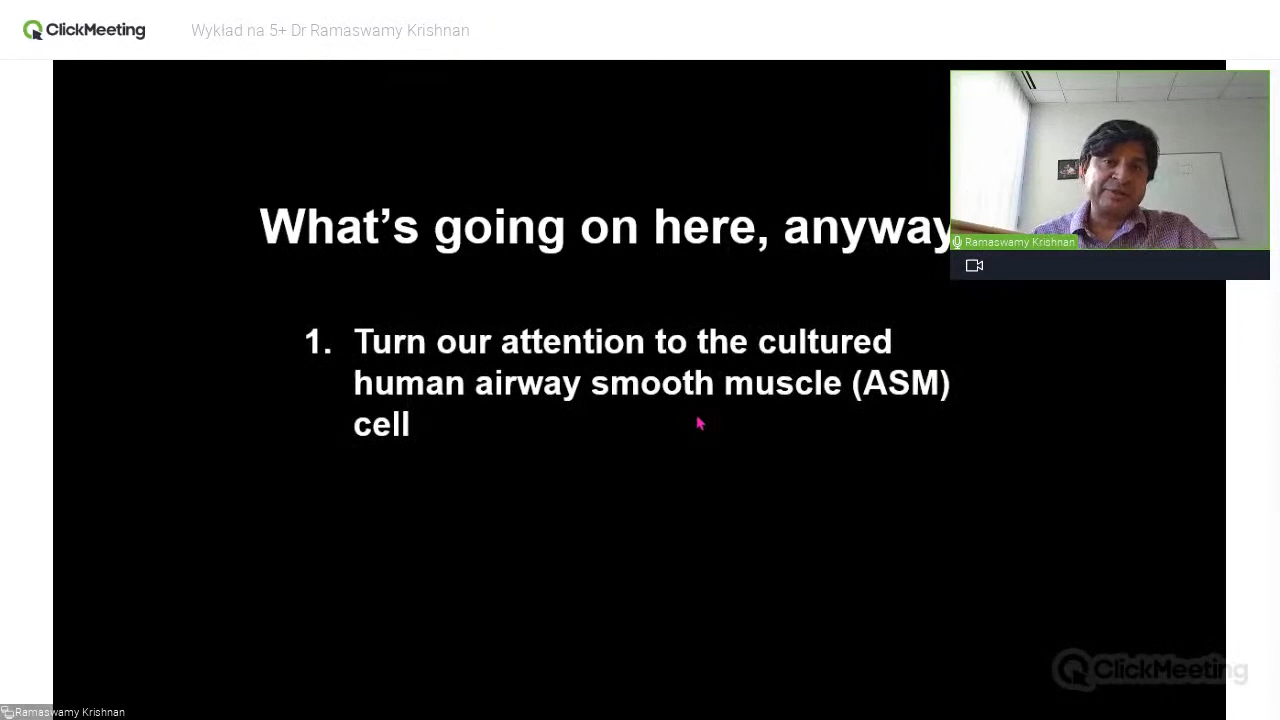 ClickMeeting
Wykład na 5+ Dr Ramaswamy Krishnan
What's going on here, anyway
Ramaswamy Krishnan
1. Turn our attention to the cultured
human airway smooth muscle (ASM)
cell
ClickMeeting
Ramaswamy Krishnan